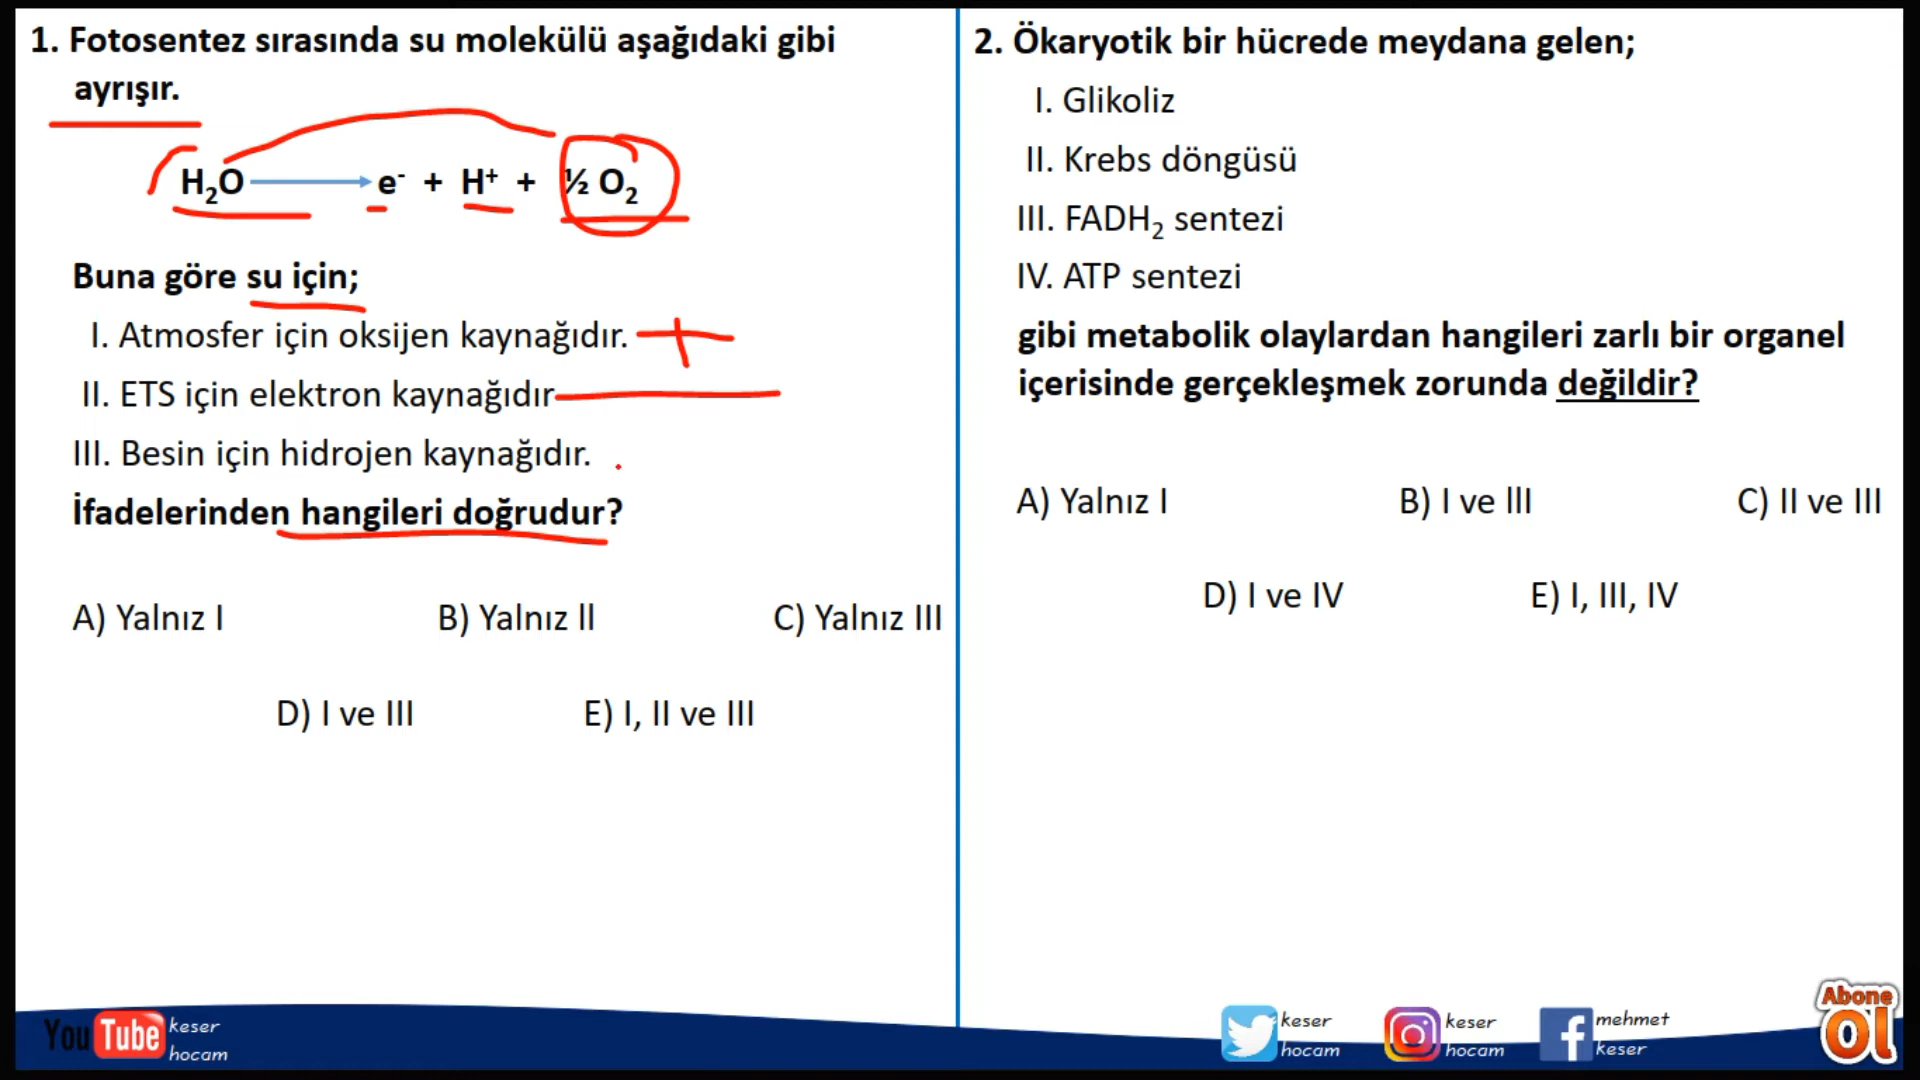 1. Fotosentez sırasında su molekülü aşağıdaki gibi
ayrışır.
H₂O → e⁻ + H⁺ + ½ O₂
Buna göre su için;
I. Atmosfer için oksijen kaynağıdır.
II. ETS için elektron kaynağıdır
III. Besin için hidrojen kaynağıdır.
İfadelerinden hangileri doğrudur?
A) Yalnız I B) Yalnız ll C) Yalnız III
D) I ve III E) I, II ve III
2. Ökaryotik bir hücrede meydana gelen;
I. Glikoliz
II. Krebs döngüsü
III. FADH₂ sentezi
IV. ATP sentezi
gibi metabolik olaylardan hangileri zarlı bir organel
içerisinde gerçekleşmek zorunda değildir?
A) Yalnız I B) I ve lll C) II ve III
D) I ve IV E) I, III, IV
YouTube keser
hocam
keser
hocam
keser
hocam
mehmet
keser
Abone
Ol